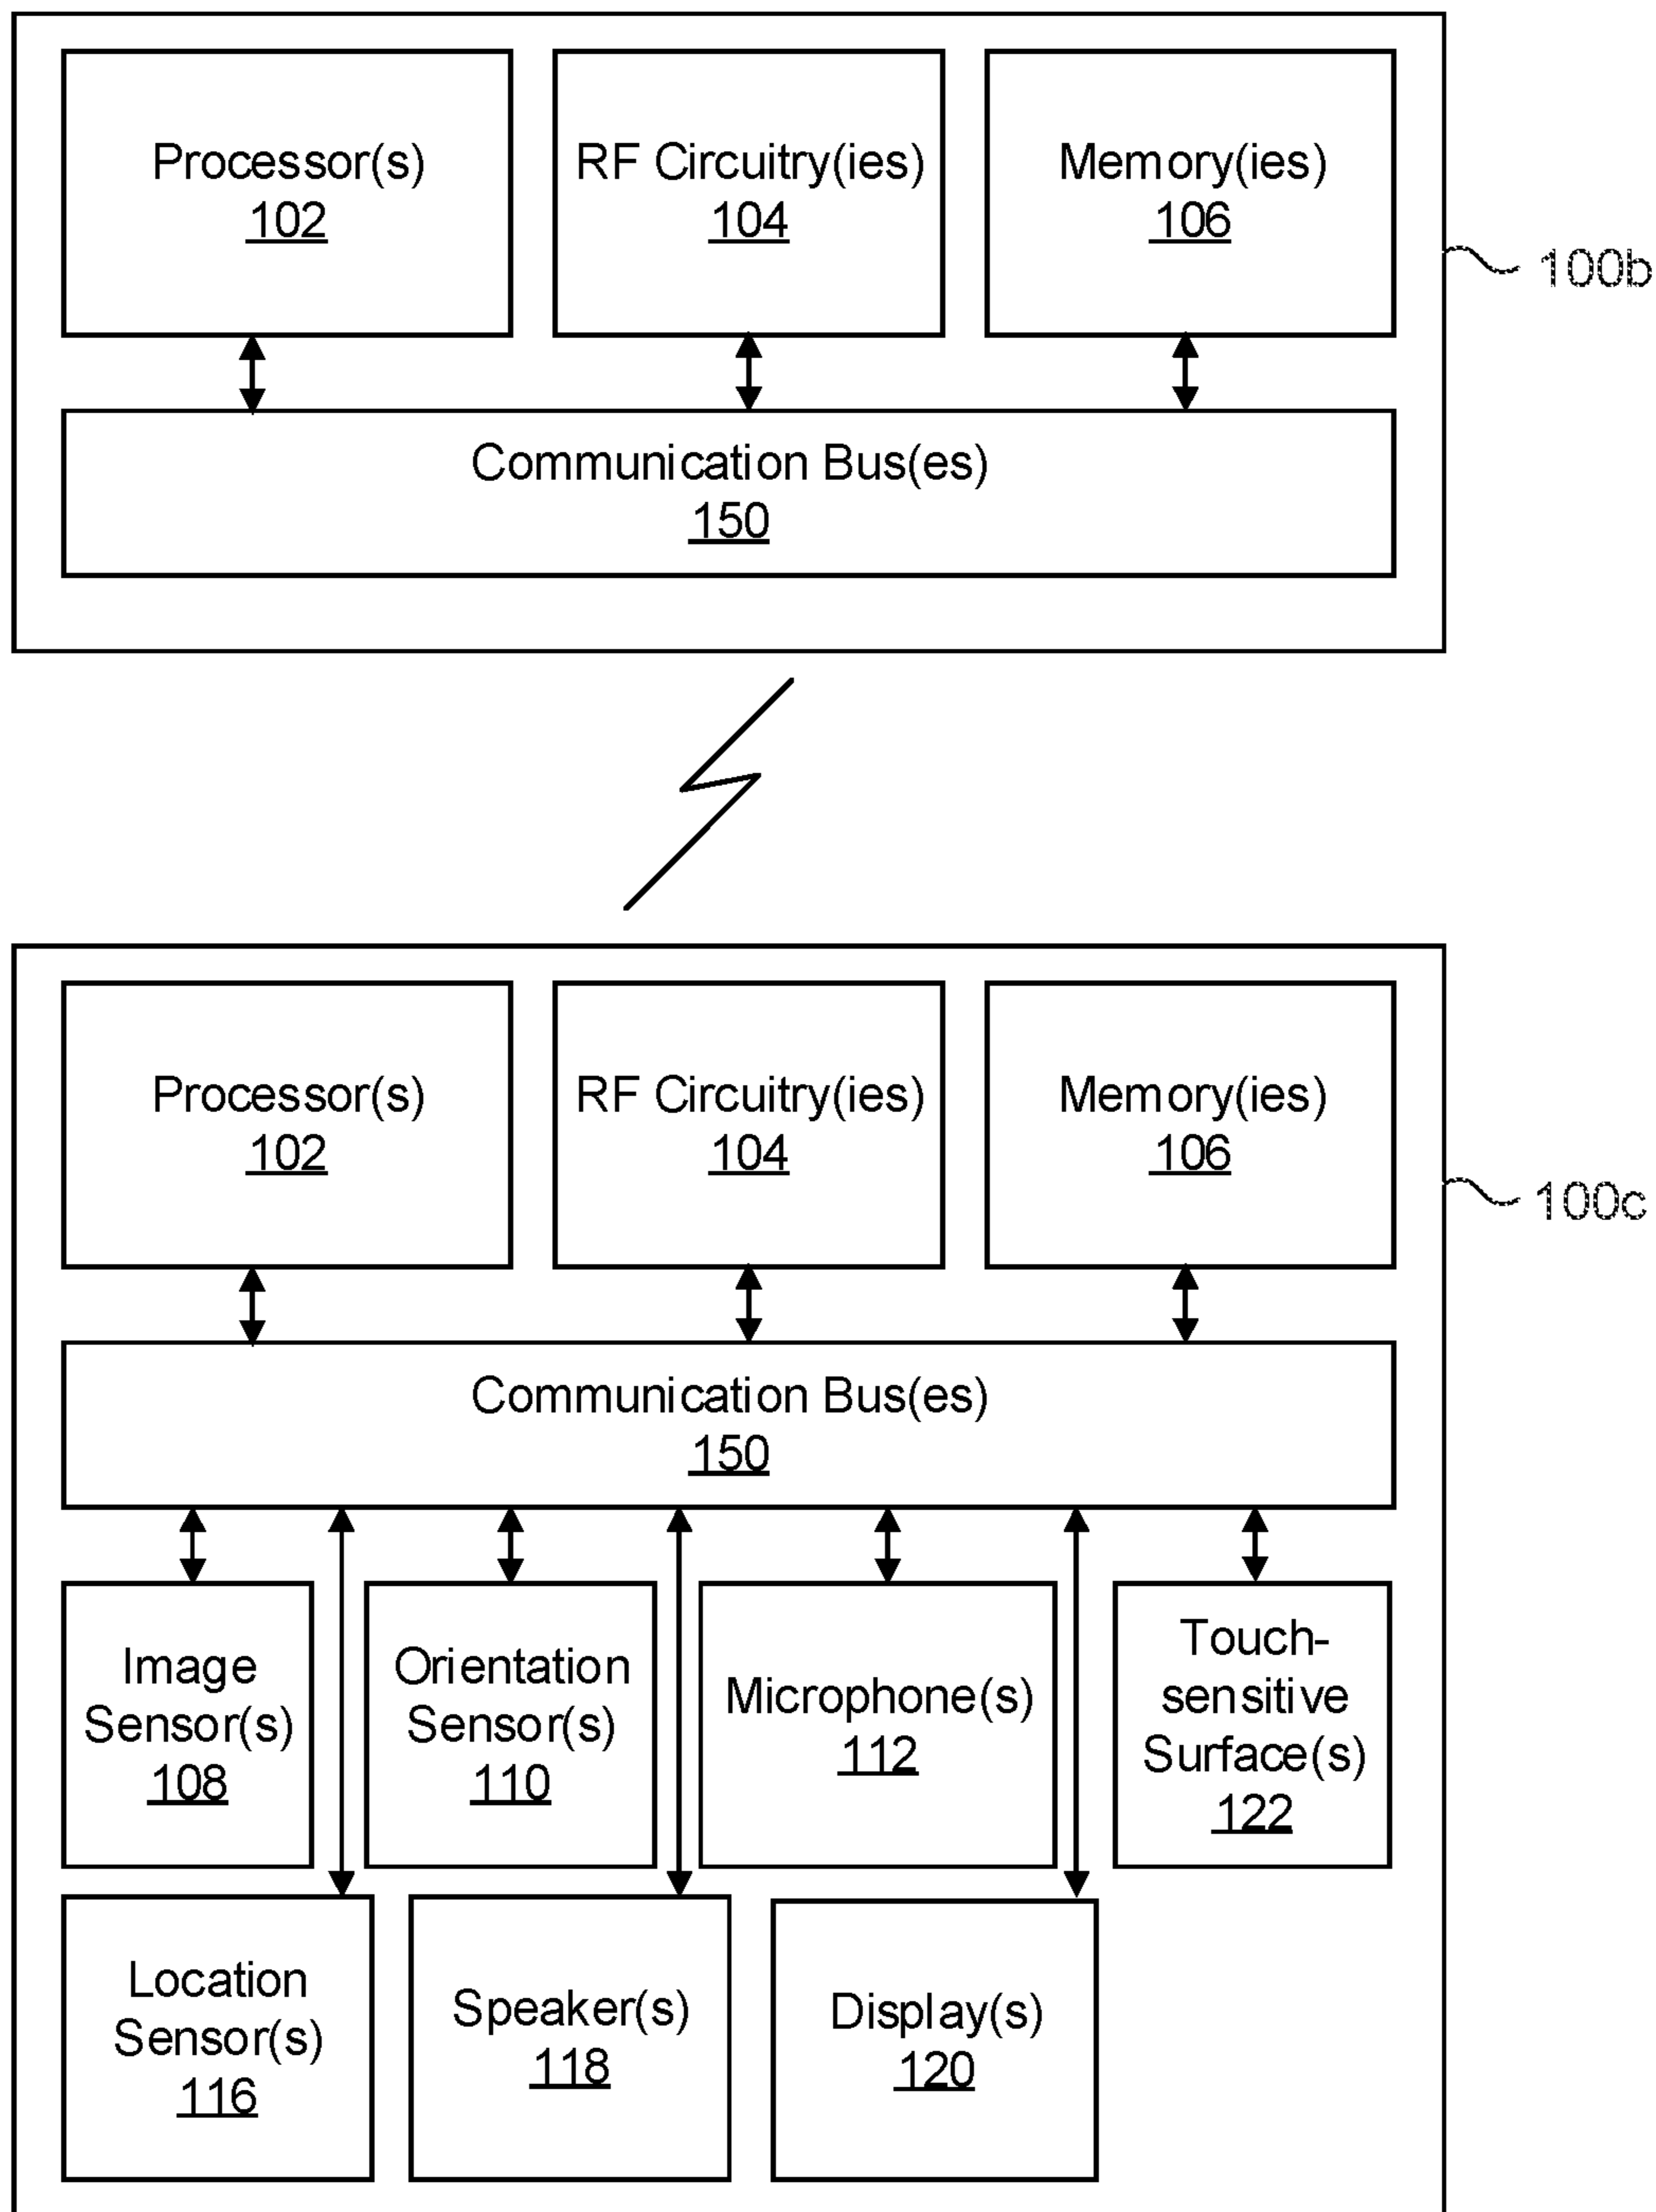 Processor(s)
102
RF Circuitry(ies)
104
Memory(ies)
106
100b
Communication Bus(es)
150
Processor(s)
102
RF Circuitry(ies)
104
Memory(ies)
106
100c
Communication Bus(es)
150
Image
Sensor(s)
108
Orientation
Sensor(s)
110
Microphone(s)
112
Touch-
sensitive
Surface(s)
122
Location
Sensor(s)
116
Speaker(s)
118
Display(s)
120